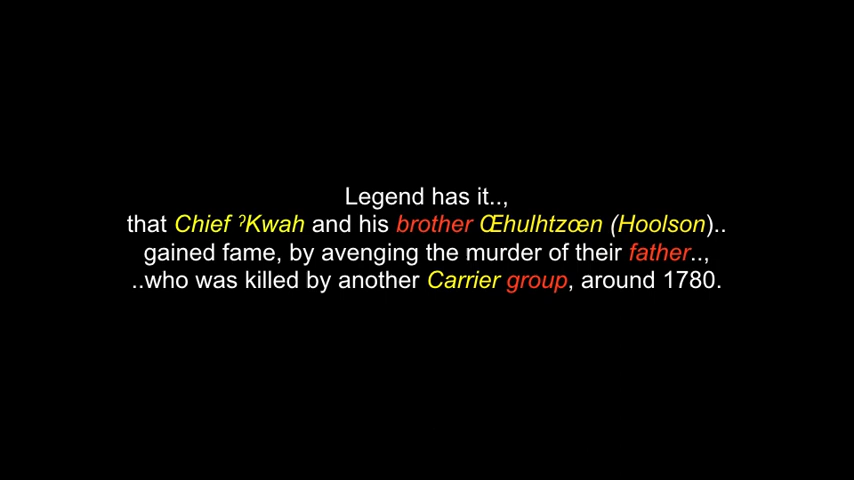 Legend has it..,
that Chief ˀKwah and his brother Œhulhtzœn (Hoolson)..
gained fame, by avenging the murder of their father..,
..who was killed by another Carrier group, around 1780.